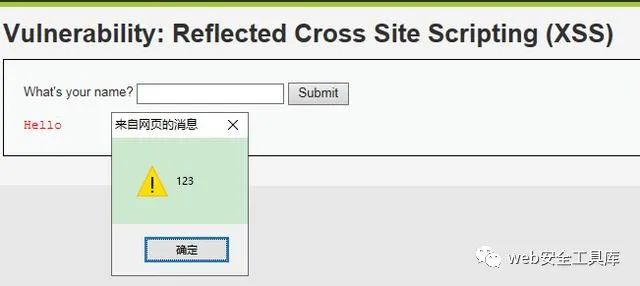 Vulnerability: Reflected Cross Site Scripting (XSS)
What's your name? Submit
Hello
来自网页的消息
123
确定
web安全工具库